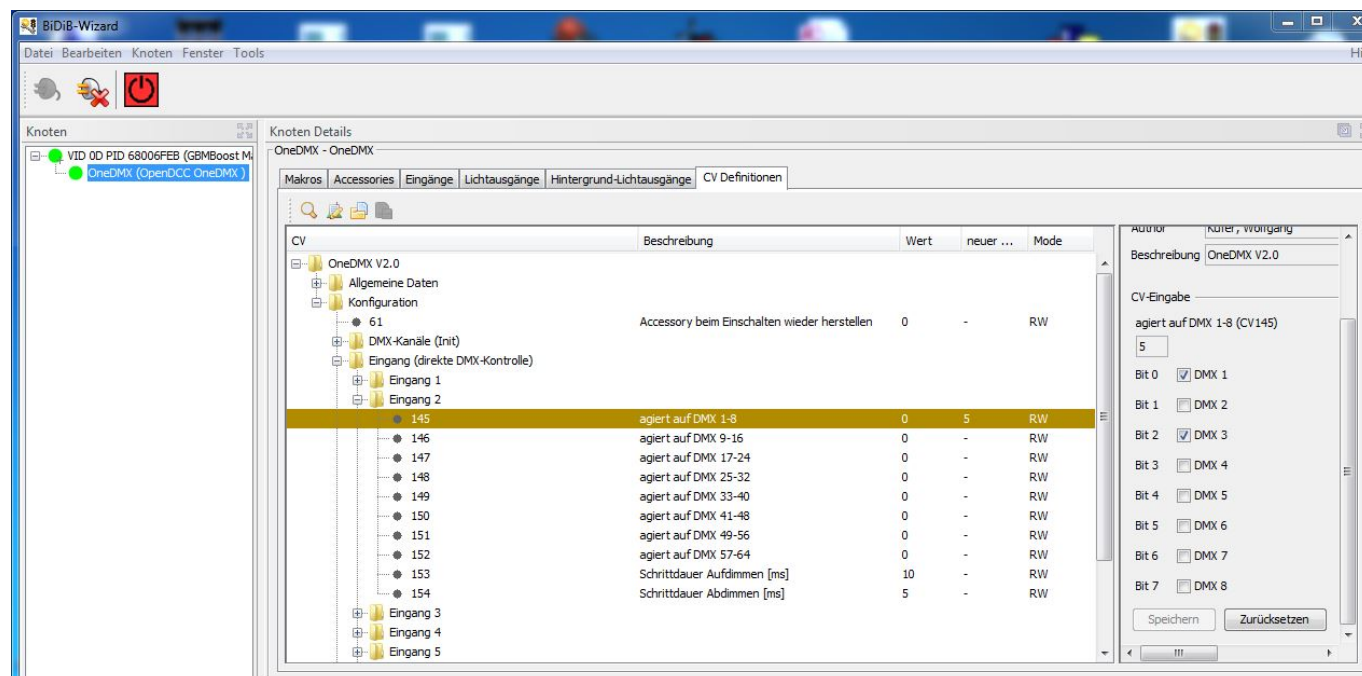 BiDiB-Wizard
Datei Bearbeiten Knoten Fenster Tools
Knoten
VID 0D PID 68006FEB (GBMBoost
OneDMX (OpenDCC OneDMX )
Knoten Details
OneDMX - OneDMX
Makros Accessories Eingänge Lichtausgänge Hintergrund-Lichtausgänge CV Definitionen
CV Beschreibung Wert neuer ... Mode
OneDMX V2.0
Allgemeine Daten
Konfiguration
61 Accessory beim Einschalten wieder herstellen 0 - RW
DMX-Kanäle (Init)
Eingang (direkte DMX-Kontrolle)
Eingang 1
Eingang 2
145 agiert auf DMX 1-8 0 5 RW
146 agiert auf DMX 9-16 0 - RW
147 agiert auf DMX 17-24 0 - RW
148 agiert auf DMX 25-32 0 - RW
149 agiert auf DMX 33-40 0 - RW
150 agiert auf DMX 41-48 0 - RW
151 agiert auf DMX 49-56 0 - RW
152 agiert auf DMX 57-64 0 - RW
153 Schrittdauer Aufdimmen [ms] 10 - RW
154 Schrittdauer Abdimmen [ms] 5 - RW
Eingang 3
Eingang 4
Eingang 5
Author Kufer, Wolfgang
Beschreibung OneDMX V2.0
CV-Eingabe
agiert auf DMX 1-8 (CV145)
5
Bit 0 DMX 1
Bit 1 DMX 2
Bit 2 DMX 3
Bit 3 DMX 4
Bit 4 DMX 5
Bit 5 DMX 6
Bit 6 DMX 7
Bit 7 DMX 8
Speichern Zurücksetzen